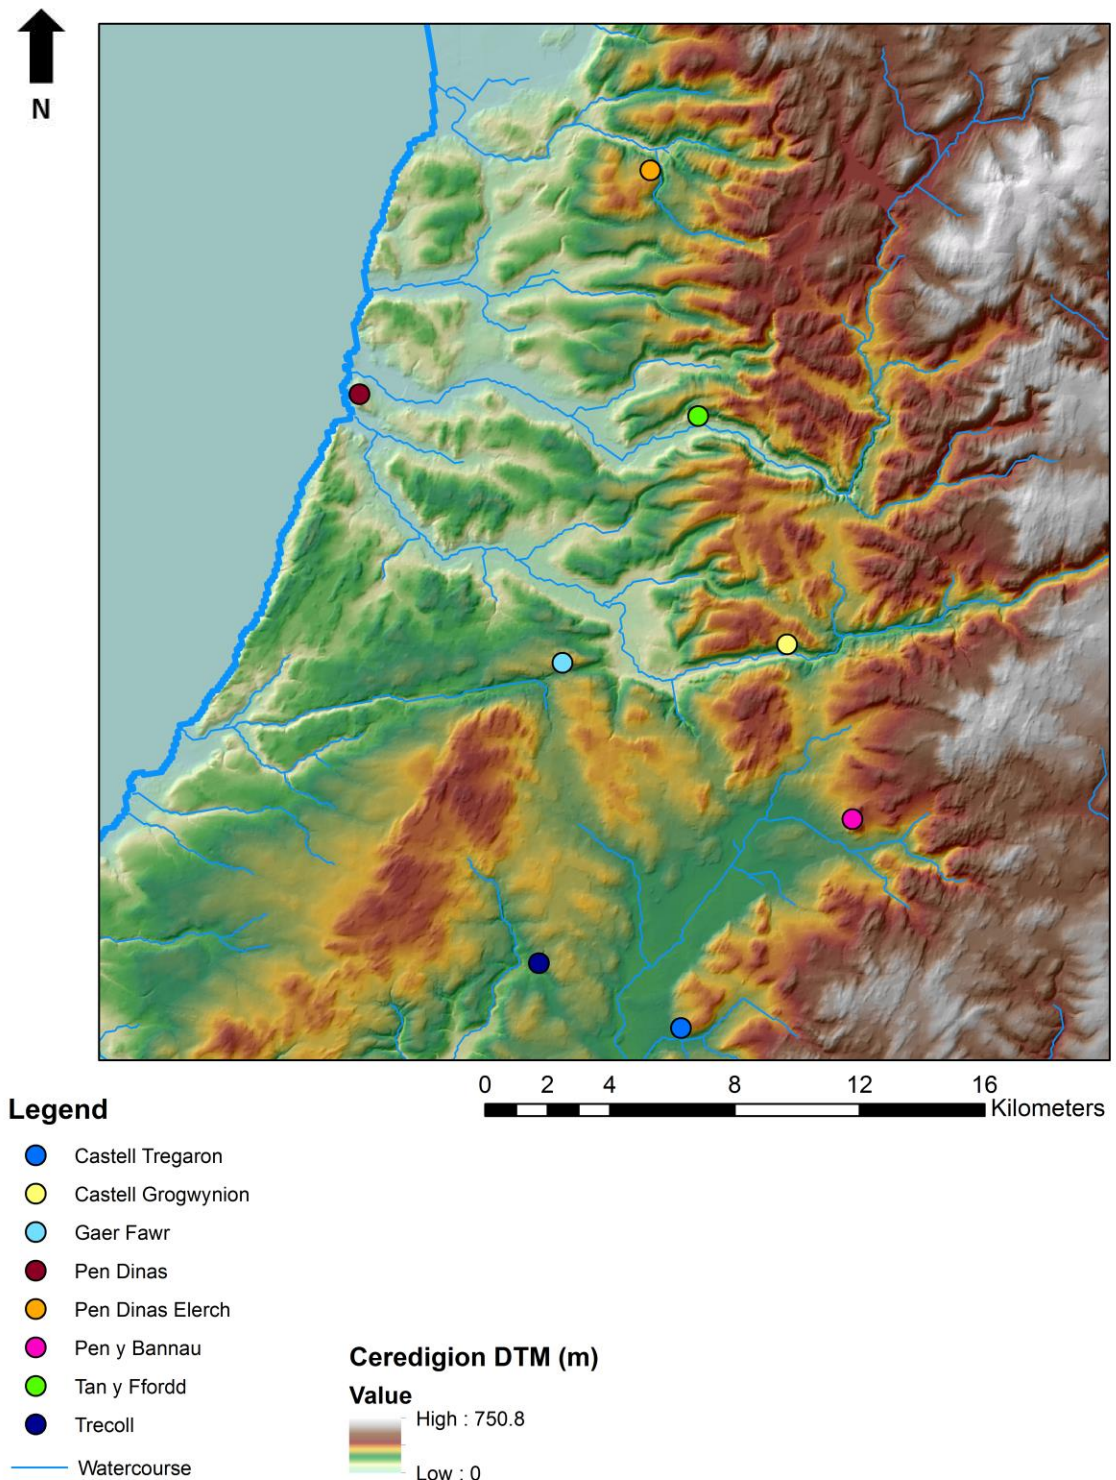 N
0 2 4 8 12 16
Kilometers
Legend
Castell Tregaron
Castell Grogwynion
Gaer Fawr
Pen Dinas
Pen Dinas Elerch
Pen y Bannau
Tan y Ffordd
Trecoll
Watercourse
Ceredigion DTM (m)
Value
High : 750.8
Low : 0